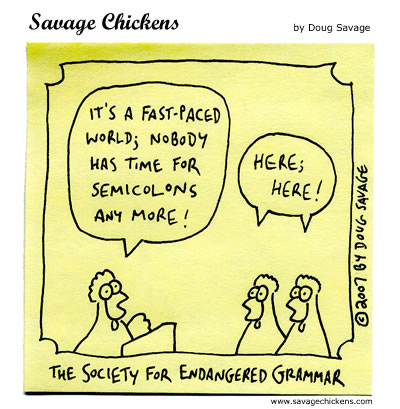 Savage Chickens
by Doug Savage
IT'S A FAST-PACED
WORLD; NOBODY
HAS TIME FOR
SEMICOLONS
ANY MORE!
HERE;
HERE!
©2007 BY DOUG SAVAGE
THE SOCIETY FOR ENDANGERED GRAMMAR
www.savagechickens.com